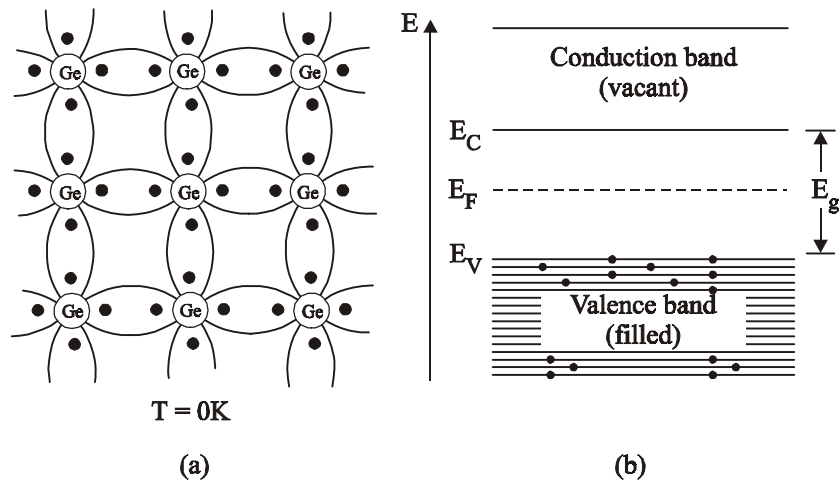 Ge Ge Ge
Ge Ge Ge
Ge Ge Ge
T = 0K
(a)
E
Conduction band
(vacant)
E_C
E_F
E_g
E_V
Valence band
(filled)
(b)